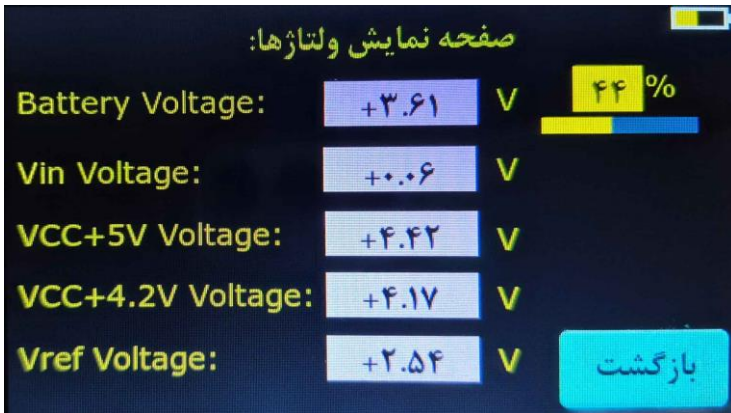 صفحه نمایش ولتاژها:
Battery Voltage: +۳.۶۱ V
۴۴ %
Vin Voltage: +۰.۰۶ V
VCC+5V Voltage: +۴.۴۲ V
VCC+4.2V Voltage: +۴.۱۷ V
Vref Voltage: +۲.۵۴ V
بازگشت